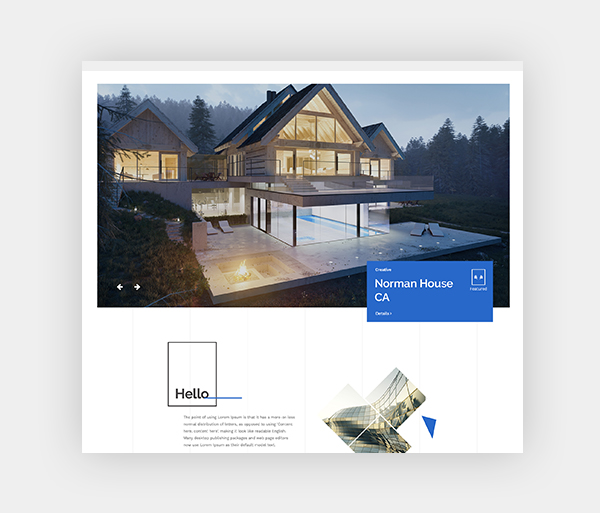 Creative
Norman House
CA
Featured
Details ›
Hello
The point of using Lorem Ipsum is that it has a more-or-less
normal distribution of letters, as opposed to using 'Content
here, content here', making it look like readable English.
Many desktop publishing packages and web page editors
now use Lorem Ipsum as their default model text.